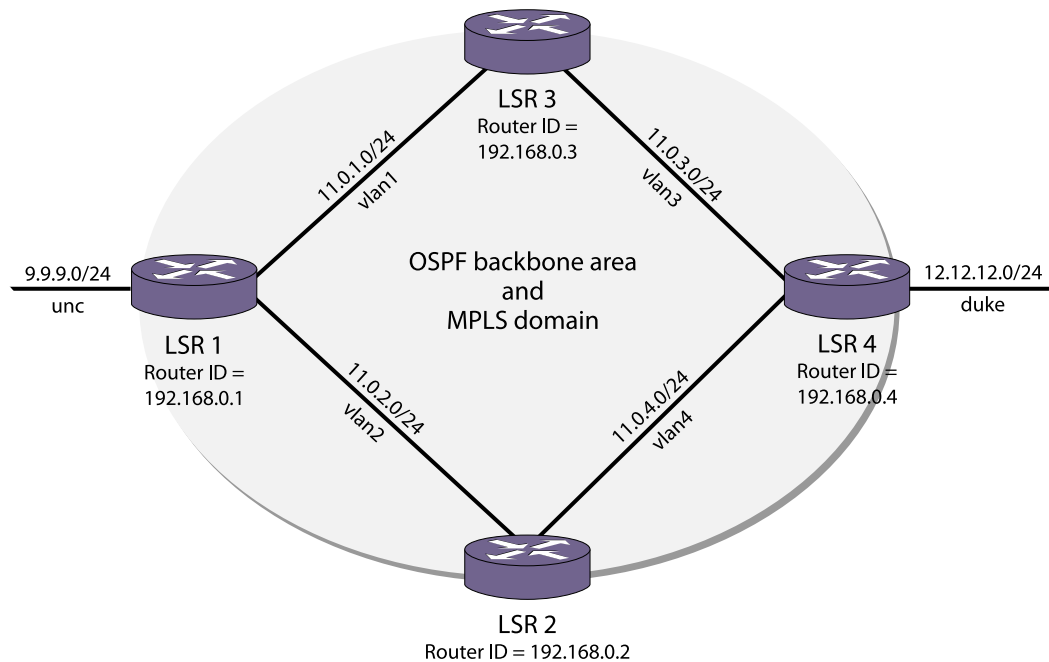 LSR 3
Router ID =
192.168.0.3
11.0.1.0/24
vlan1
11.0.3.0/24
vlan3
9.9.9.0/24
unc
OSPF backbone area
and
MPLS domain
12.12.12.0/24
duke
LSR 1
Router ID =
192.168.0.1
LSR 4
Router ID =
192.168.0.4
11.0.2.0/24
vlan2
11.0.4.0/24
vlan4
LSR 2
Router ID = 192.168.0.2